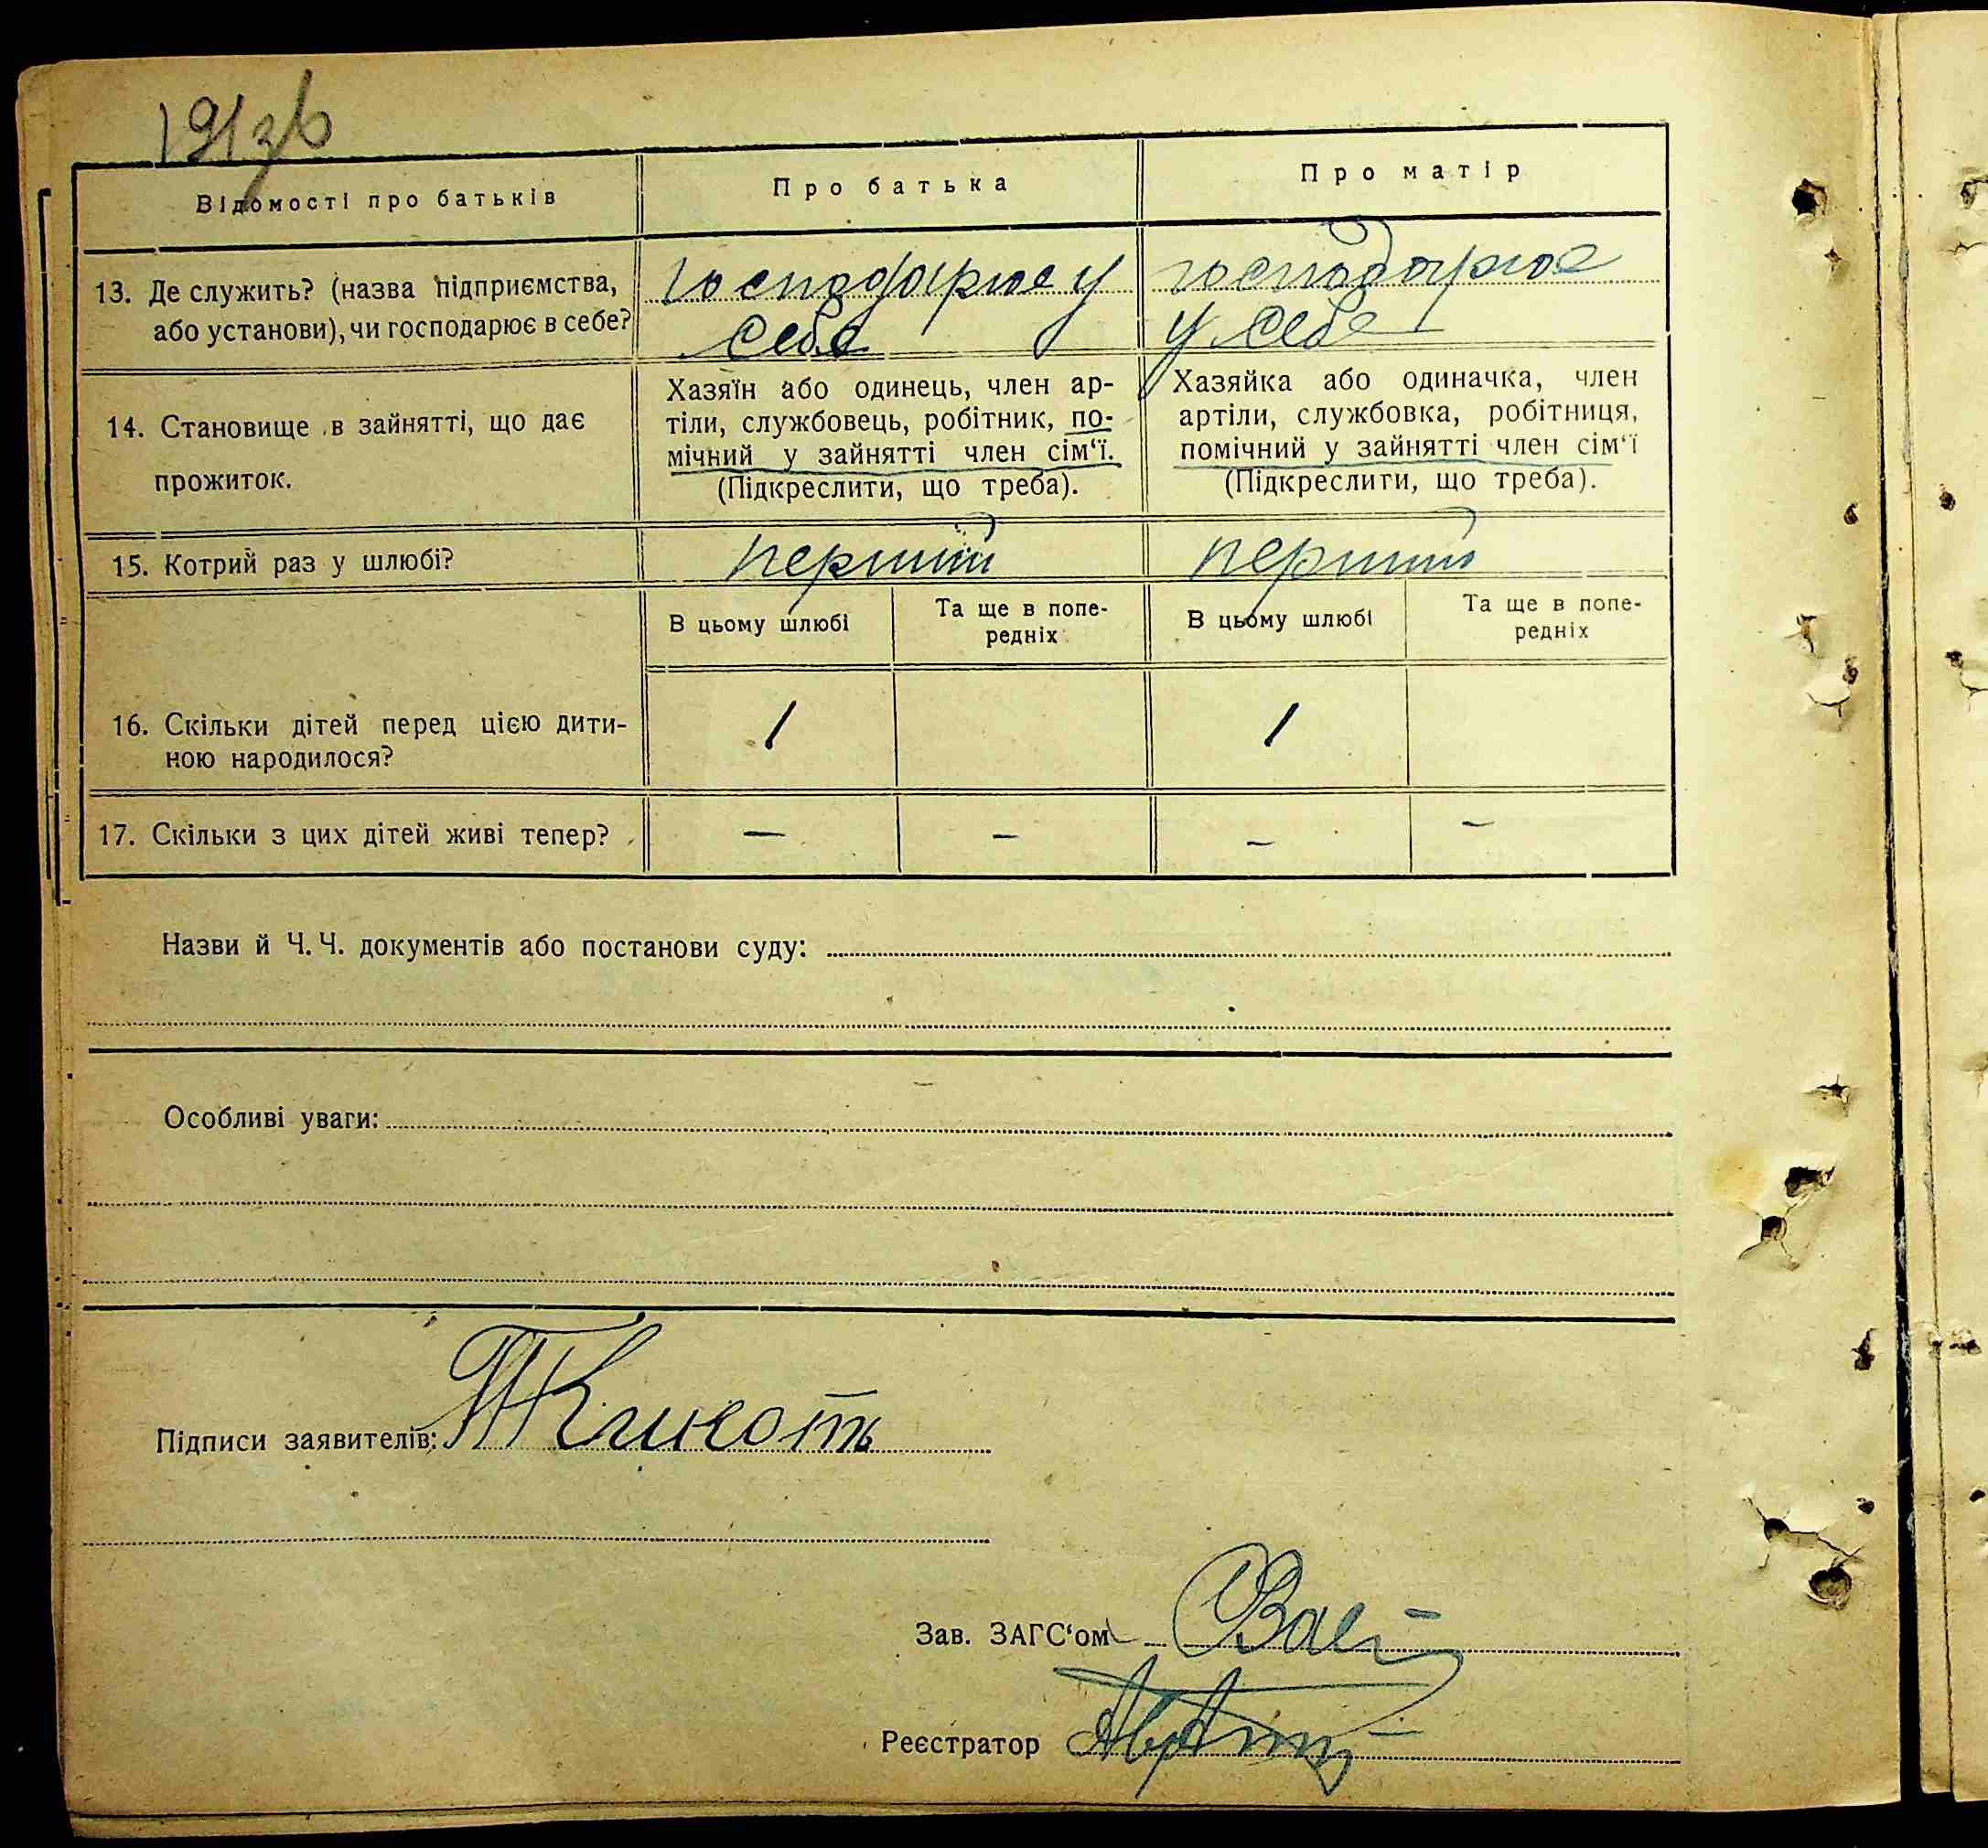 191зв
Відомості про батьків
Про батька
Про матір
13. Де служить? (назва підприємства,
або установи), чи господарює в себе?
господарює у
себе
господарює
у себе
14. Становище в зайнятті, що дає
прожиток.
Хазяїн або одинець, член ар-
тіли, службовець, робітник, по-
мічний у зайнятті член сім‘ї.
(Підкреслити, що треба).
Хазяйка або одиначка, член
артіли, службовка, робітниця,
помічний у зайнятті член сім‘ї
(Підкреслити, що треба).
15. Котрий раз у шлюбі?
перший
перший
В цьому шлюбі
Та ще в попе-
редніх
В цьому шлюбі
Та ще в попе-
редніх
16. Скільки дітей перед цією дити-
ною народилося?
1
1
17. Скільки з цих дітей живі тепер?
— — — —
Назви й Ч. Ч. документів або постанови суду:
Особливі уваги:
Підписи заявителів:
Зав. ЗАГС‘ом
Реєстратор